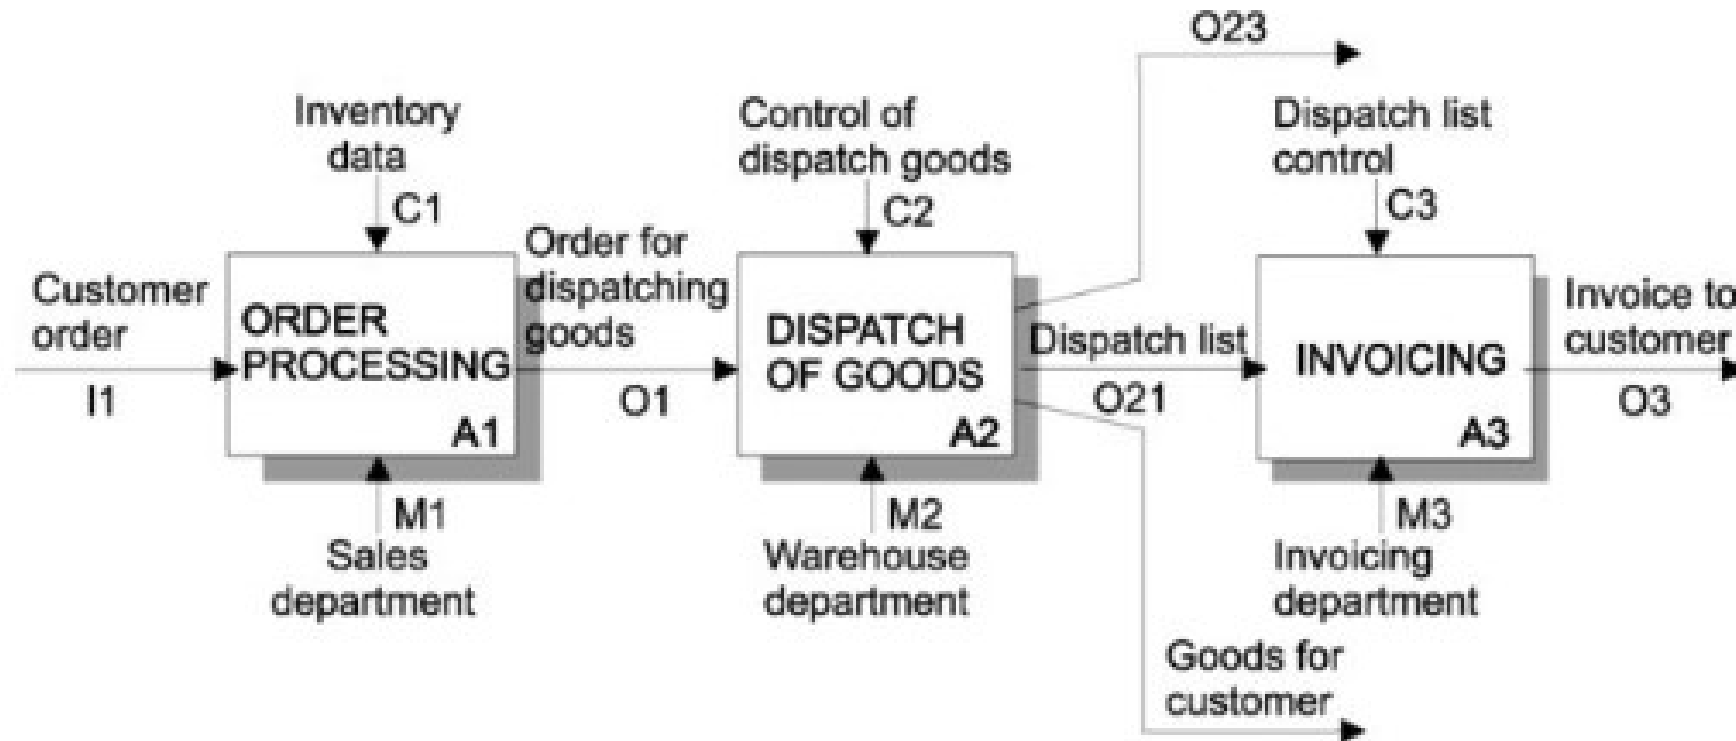 O23
Inventory
data
C1
Control of
dispatch goods
C2
Dispatch list
control
C3
Customer
order
I1
ORDER
PROCESSING
A1
Order for
dispatching
goods
O1
DISPATCH
OF GOODS
A2
Dispatch list
O21
INVOICING
A3
Invoice to
customer
O3
M1
Sales
department
M2
Warehouse
department
M3
Invoicing
department
Goods for
customer